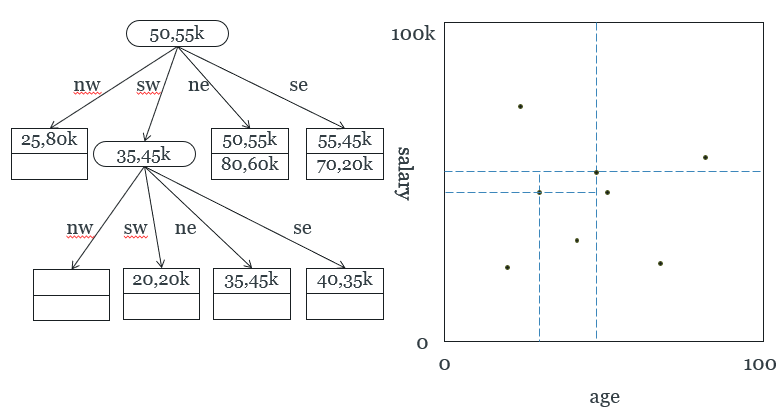 50,55k
nw sw ne se
25,80k
35,45k
50,55k
80,60k
55,45k
70,20k
nw sw ne se
20,20k
35,45k
40,35k
100k
salary
0
0
100
age